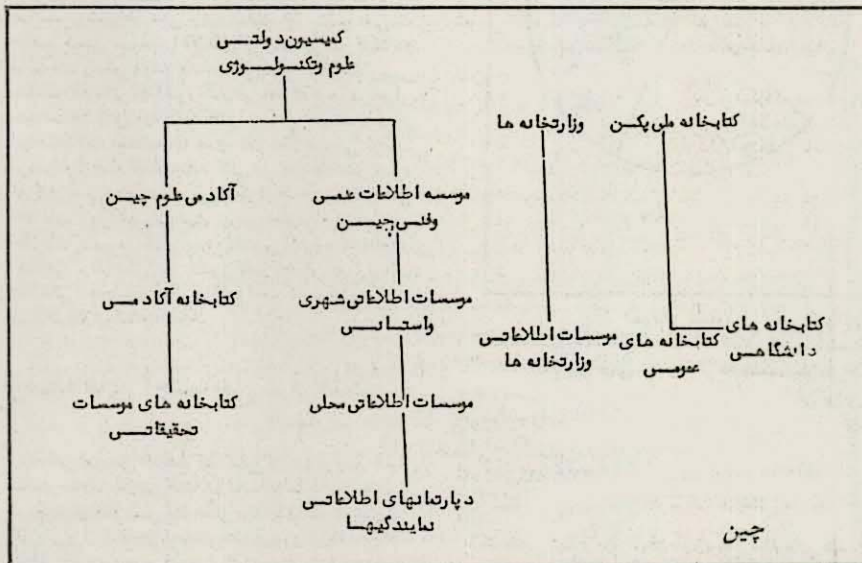 کمیسیون دولتی
علوم وتکنولوژی
کتابخانه ملی پکن
وزارتخانه ها
موسسه اطلاعات علمی
وفنی چین
آکادمی علوم چین
کتابخانه های
دانشگاهی
کتابخانه های
عمومی
موسسات اطلاعاتی
وزارتخانه ها
موسسات اطلاعاتی شهری
واستانی
کتابخانه آکادمی
موسسات اطلاعاتی محلی
کتابخانه های موسسات
تحقیقاتی
دپارتمانهای اطلاعاتی
نمایندگیها
چین